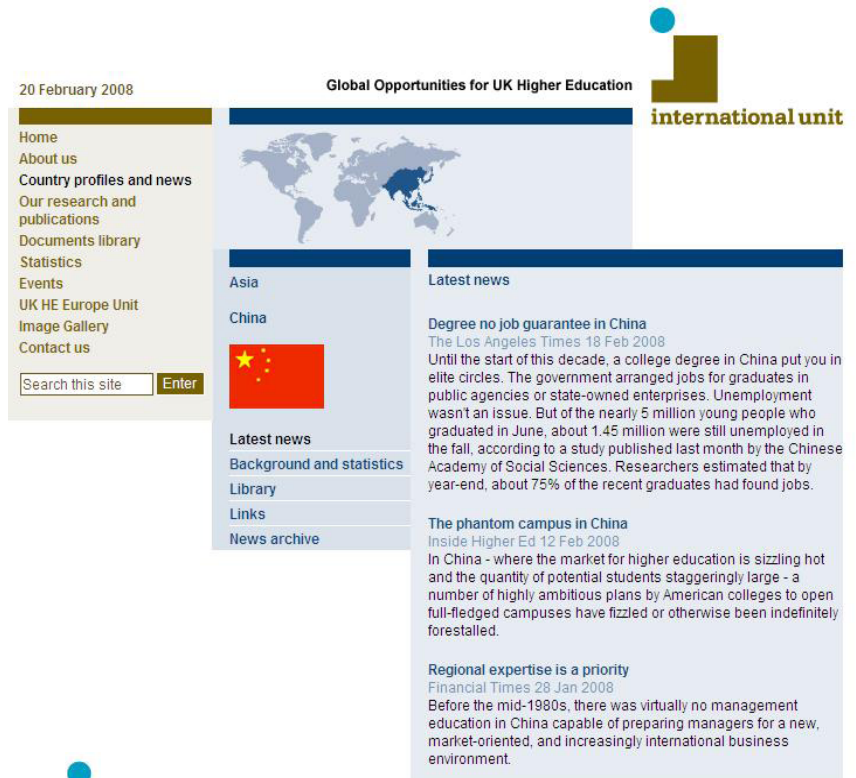 20 February 2008
Global Opportunities for UK Higher Education
international unit
Home
About us
Country profiles and news
Our research and
publications
Documents library
Statistics
Events
UK HE Europe Unit
Image Gallery
Contact us
Search this site
Enter
Asia
China
Latest news
Background and statistics
Library
Links
News archive
Latest news
Degree no job guarantee in China
The Los Angeles Times 18 Feb 2008
Until the start of this decade, a college degree in China put you in
elite circles. The government arranged jobs for graduates in
public agencies or state-owned enterprises. Unemployment
wasn't an issue. But of the nearly 5 million young people who
graduated in June, about 1.45 million were still unemployed in
the fall, according to a study published last month by the Chinese
Academy of Social Sciences. Researchers estimated that by
year-end, about 75% of the recent graduates had found jobs.
The phantom campus in China
Inside Higher Ed 12 Feb 2008
In China - where the market for higher education is sizzling hot
and the quantity of potential students staggeringly large - a
number of highly ambitious plans by American colleges to open
full-fledged campuses have fizzled or otherwise been indefinitely
forestalled.
Regional expertise is a priority
Financial Times 28 Jan 2008
Before the mid-1980s, there was virtually no management
education in China capable of preparing managers for a new,
market-oriented, and increasingly international business
environment.